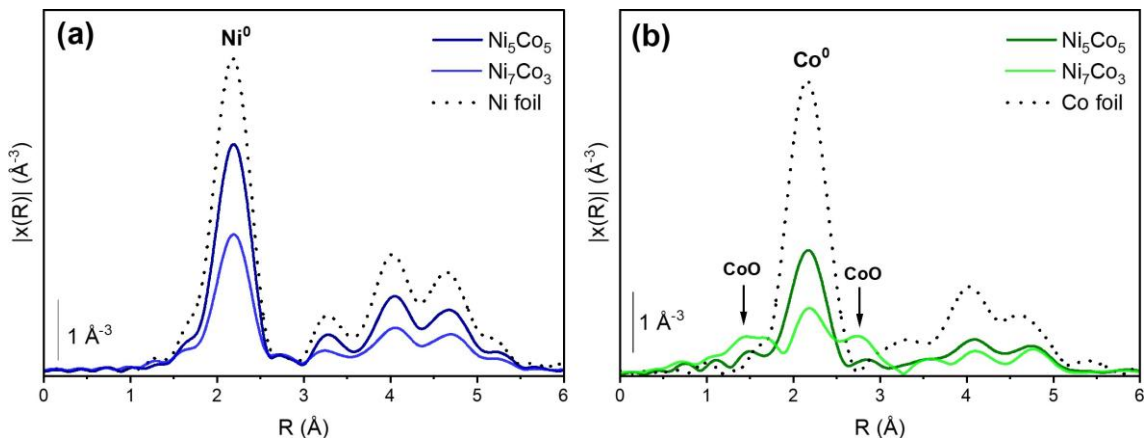 (a)
Ni⁰
Ni₅Co₅
Ni₇Co₃
Ni foil
|x(R)| (Å⁻³)
1 Å⁻³
0 1 2 3 4 5 6
R (Å)
(b)
Co⁰
Ni₅Co₅
Ni₇Co₃
Co foil
|x(R)| (Å⁻³)
CoO
CoO
1 Å⁻³
0 1 2 3 4 5 6
R (Å)